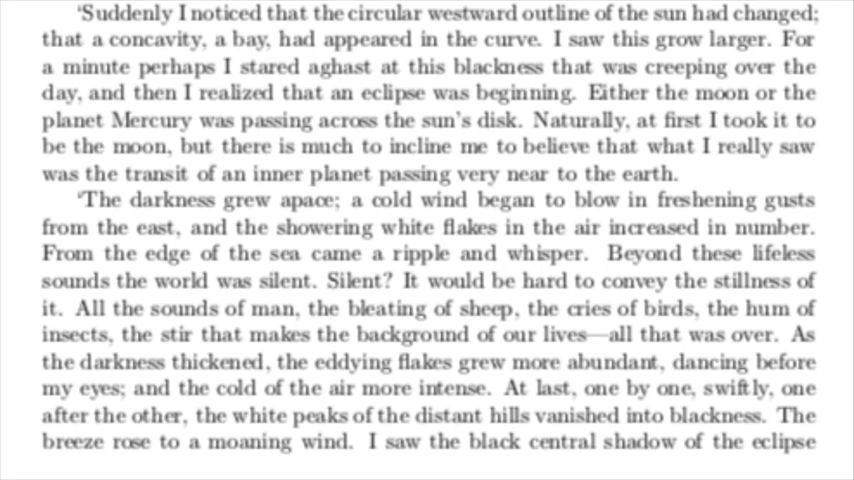 ‘Suddenly I noticed that the circular westward outline of the sun had changed;
that a concavity, a bay, had appeared in the curve. I saw this grow larger. For
a minute perhaps I stared aghast at this blackness that was creeping over the
day, and then I realized that an eclipse was beginning. Either the moon or the
planet Mercury was passing across the sun’s disk. Naturally, at first I took it to
be the moon, but there is much to incline me to believe that what I really saw
was the transit of an inner planet passing very near to the earth.
‘The darkness grew apace; a cold wind began to blow in freshening gusts
from the east, and the showering white flakes in the air increased in number.
From the edge of the sea came a ripple and whisper. Beyond these lifeless
sounds the world was silent. Silent? It would be hard to convey the stillness of
it. All the sounds of man, the bleating of sheep, the cries of birds, the hum of
insects, the stir that makes the background of our lives—all that was over. As
the darkness thickened, the eddying flakes grew more abundant, dancing before
my eyes; and the cold of the air more intense. At last, one by one, swiftly, one
after the other, the white peaks of the distant hills vanished into blackness. The
breeze rose to a moaning wind. I saw the black central shadow of the eclipse